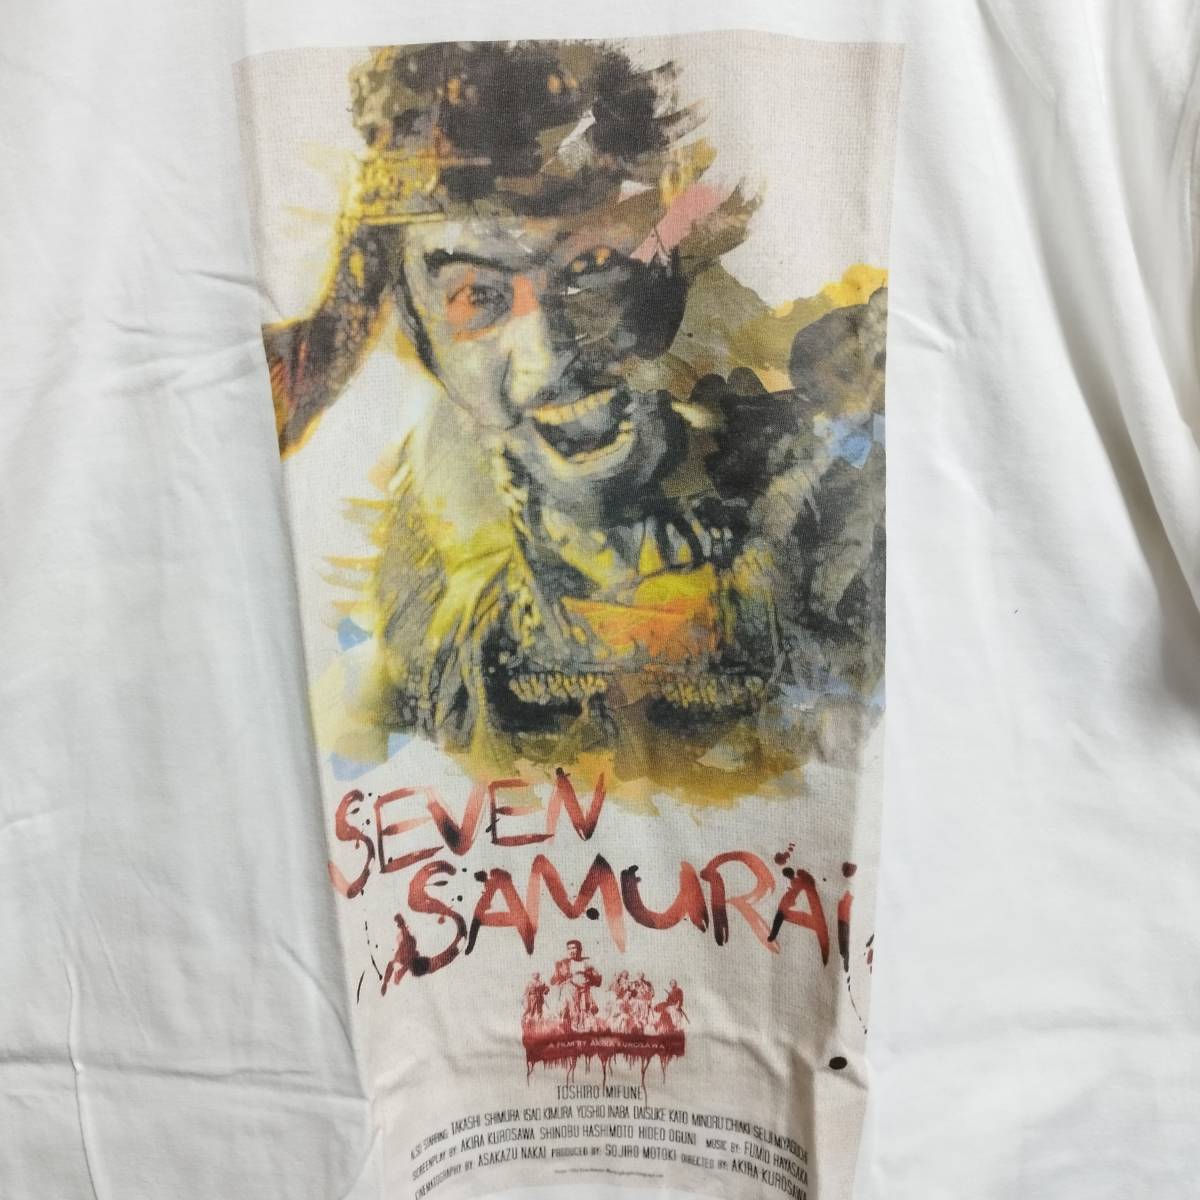 SEVEN
SAMURAI
A FILM BY AKIRA KUROSAWA
TOSHIRO MIFUNE
ALSO STARRING TAKASHI SHIMURA ISAO KIMURA YOSHIO INABA DAISUKE KATO MINORU CHIAKI SEIJI MIYAGUCHI
SCREENPLAY BY: AKIRA KUROSAWA SHINOBU HASHIMOTO HIDEO OGUNI MUSIC BY: FUMIO HAYASAKA
CINEMATOGRAPHY BY: ASAKAZU NAKAI PRODUCED BY: SOJIRO MOTOKI DIRECTED BY: AKIRA KUROSAWA